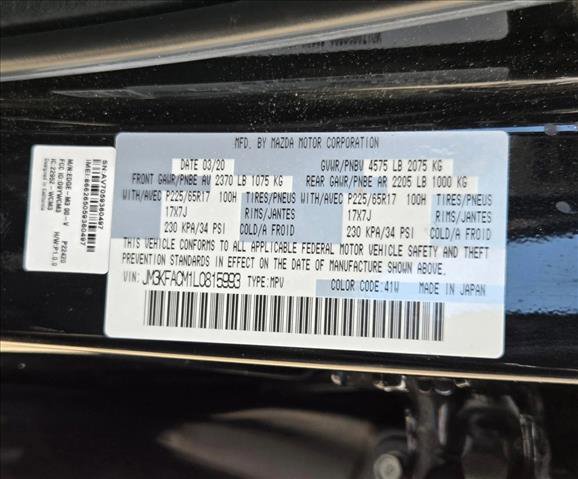 MFD. BY MAZDA MOTOR CORPORATION
DATE 03/20 GVWR/PNBV 4575 LB 2075 KG
FRONT GAWR/PNBE AV 2370 LB 1075 KG REAR GAWR/PNBE AR 2205 LB 1000 KG
WITH/AVEC P225/65R17 100H TIRES/PNEUS WITH/AVEC P225/65R17 100H TIRES/PNEUS
17X7J RIMS/JANTES 17X7J RIMS/JANTES
230 KPA/34 PSI COLD/A FROID 230 KPA/34 PSI COLD/A FROID
THIS VEHICLE CONFORMS TO ALL APPLICABLE FEDERAL MOTOR VEHICLE SAFETY AND THEFT
PREVENTION STANDARDS IN EFFECT ON THE DATE OF MANUFACTURE SHOWN ABOVE.
VIN: JM3KFACM1L0815993 TYPE:MPV COLOR CODE:41W MADE IN JAPAN
SN:AV7059360497